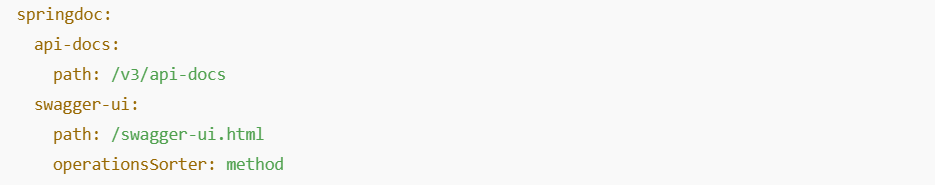 springdoc:
  api-docs:
    path: /v3/api-docs
  swagger-ui:
    path: /swagger-ui.html
    operationsSorter: method